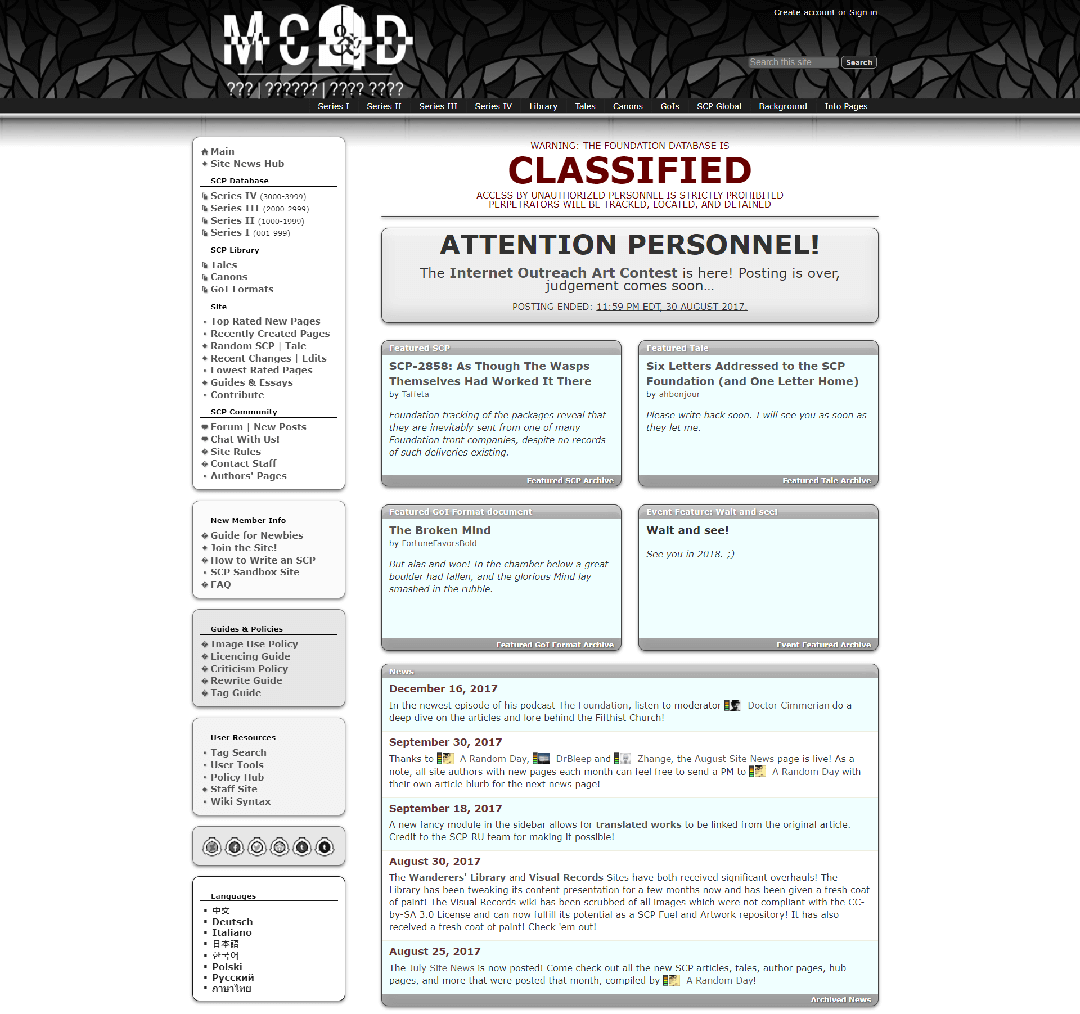 MC&D
??? | ?????? | ???? ????
Create account or Sign in
Search this site
Search
Series I Series II Series III Series IV Library Tales Canons GoIs SCP Global Background Info Pages
Main
Site News Hub
SCP Database
Series IV (3000-3999)
Series III (2000-2999)
Series II (1000-1999)
Series I (001-999)
SCP Library
Tales
Canons
GoI Formats
Site
Top Rated New Pages
Recently Created Pages
Random SCP | Tale
Recent Changes | Edits
Lowest Rated Pages
Guides & Essays
Contribute
SCP Community
Forum | New Posts
Chat With Us!
Site Rules
Contact Staff
Authors' Pages
New Member Info
Guide for Newbies
Join the Site!
How to Write an SCP
SCP Sandbox Site
FAQ
Guides & Policies
Image Use Policy
Licencing Guide
Criticism Policy
Rewrite Guide
Tag Guide
User Resources
Tag Search
User Tools
Policy Hub
Staff Site
Wiki Syntax
Languages
中文
Deutsch
Italiano
日本語
한국어
Polski
Русский
ภาษาไทย
WARNING: THE FOUNDATION DATABASE IS
CLASSIFIED
ACCESS BY UNAUTHORIZED PERSONNEL IS STRICTLY PROHIBITED
PERPETRATORS WILL BE TRACKED, LOCATED, AND DETAINED
ATTENTION PERSONNEL!
The Internet Outreach Art Contest is here! Posting is over,
judgement comes soon...
POSTING ENDED: 11:59 PM EDT, 30 AUGUST 2017.
Featured SCP
SCP-2858: As Though The Wasps
Themselves Had Worked It There
by Taffeta
Foundation tracking of the packages reveal that
they are inevitably sent from one of many
Foundation front companies, despite no records
of such deliveries existing.
Featured SCP Archive
Featured Tale
Six Letters Addressed to the SCP
Foundation (and One Letter Home)
by ahbonjour
Please write back soon. I will see you as soon as
they let me.
Featured Tale Archive
Featured GoI Format document
The Broken Mind
by FortuneFavorsBold
But alas and woe! In the chamber below a great
boulder had fallen, and the glorious Mind lay
smashed in the rubble.
Featured GoI Format Archive
Event Feature: Wait and see!
Wait and see!
See you in 2018. ;)
Event Featured Archive
News
December 16, 2017
In the newest episode of his podcast The Foundation, listen to moderator Doctor Cimmerian do a
deep dive on the articles and lore behind the Fifthist Church!
September 30, 2017
Thanks to A Random Day, DrBleep and Zhange, the August Site News page is live! As a
note, all site authors with new pages each month can feel free to send a PM to A Random Day with
their own article blurb for the next news page!
September 18, 2017
A new fancy module in the sidebar allows for translated works to be linked from the original article.
Credit to the SCP-RU team for making it possible!
August 30, 2017
The Wanderers' Library and Visual Records Sites have both received significant overhauls! The
Library has been tweaking its content presentation for a few months now and has been given a fresh coat
of paint! The Visual Records wiki has been scrubbed of all images which were not compliant with the CC-
by-SA 3.0 License and can now fulfill its potential as a SCP Fuel and Artwork repository! It has also
received a fresh coat of paint! Check 'em out!
August 25, 2017
The July Site News is now posted! Come check out all the new SCP articles, tales, author pages, hub
pages, and more that were posted that month, compiled by A Random Day!
Archived News